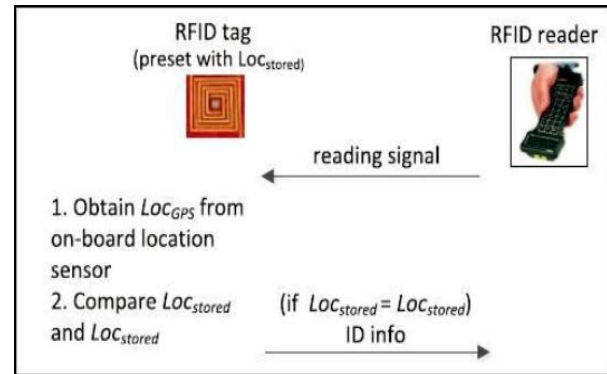 RFID tag
(preset with Locstored)
RFID reader
reading signal
1. Obtain LocGPS from
on-board location
sensor
2. Compare Locstored
and Locstored
(if Locstored = Locstored)
ID info